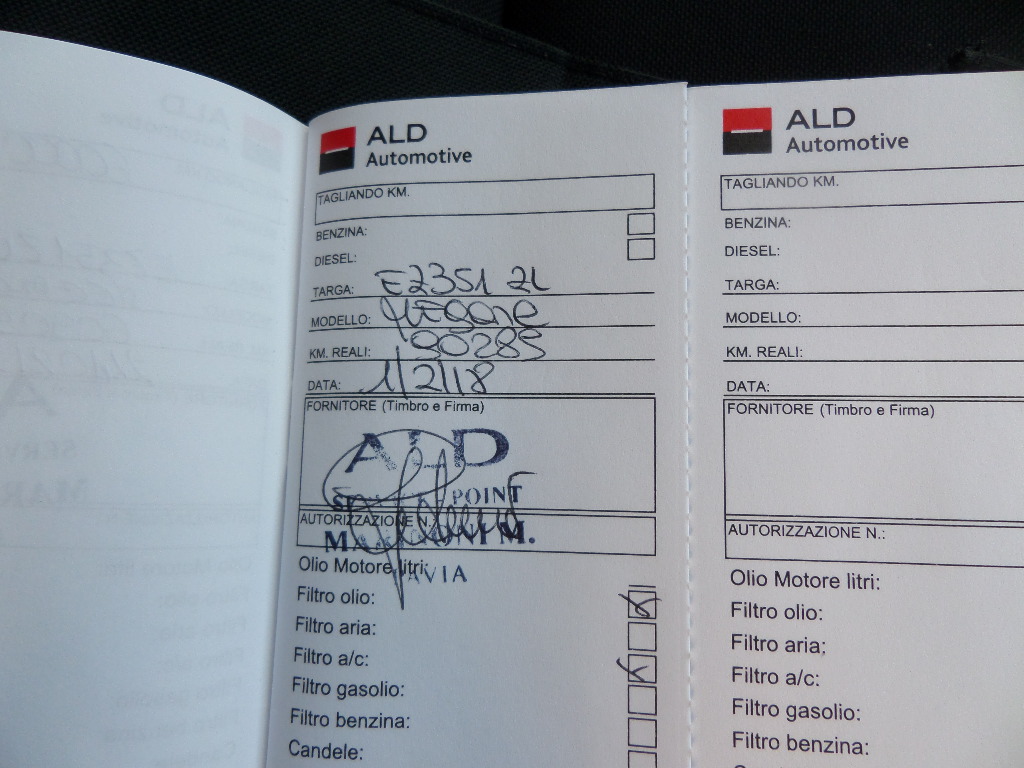 ALD
Automotive
TAGLIANDO KM.
BENZINA:
DIESEL:
TARGA: E2351 2L
MODELLO: MEGANE
KM. REALI: 90285
DATA: 1/2/18
FORNITORE (Timbro e Firma)
ALD
POINT
AUTORIZZAZIONE N.
M.
PAVIA
Olio Motore litri:
Filtro olio:
Filtro aria:
Filtro a/c:
Filtro gasolio:
Filtro benzina:
Candele:
ALD
Automotive
TAGLIANDO KM.
BENZINA:
DIESEL:
TARGA:
MODELLO:
KM. REALI:
DATA:
FORNITORE (Timbro e Firma)
AUTORIZZAZIONE N.:
Olio Motore litri:
Filtro olio:
Filtro aria:
Filtro a/c:
Filtro gasolio:
Filtro benzina: